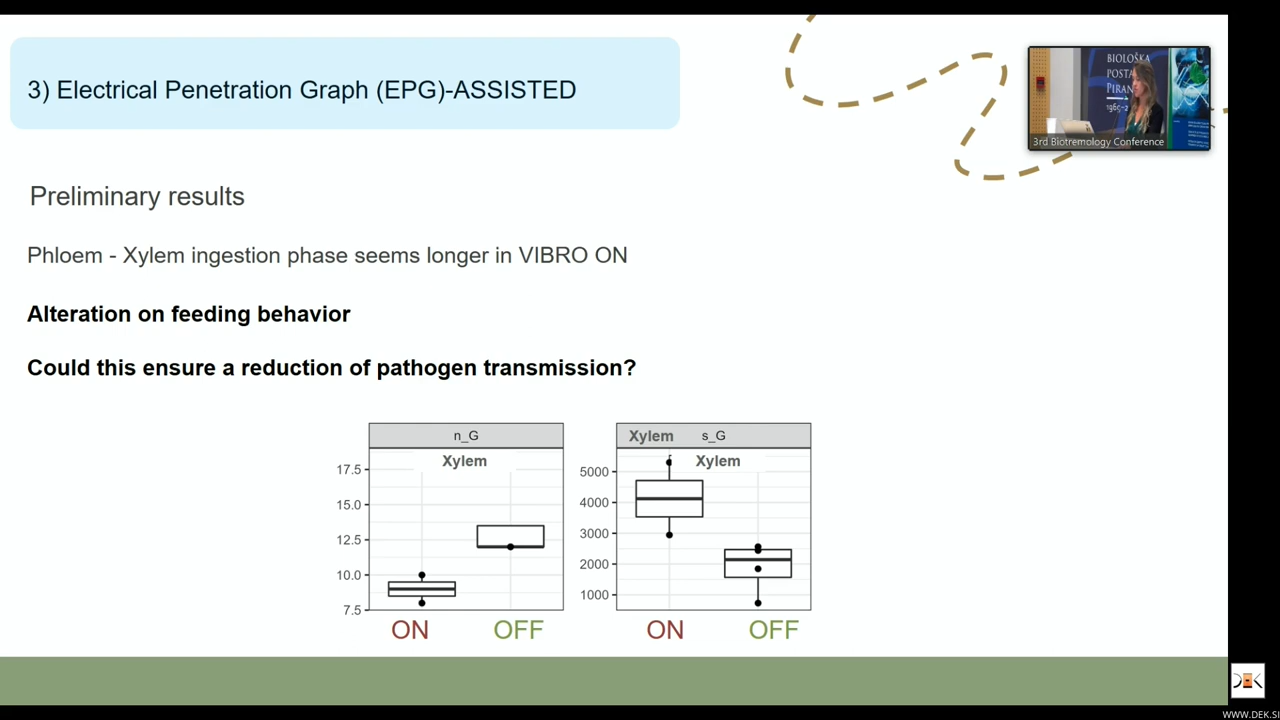 3) Electrical Penetration Graph (EPG)-ASSISTED
BIOLOŠKA
POSTA
PIRAN
3rd Biotremology Conference
Preliminary results
Phloem - Xylem ingestion phase seems longer in VIBRO ON
Alteration on feeding behavior
Could this ensure a reduction of pathogen transmission?
n_G
Xylem
17.5
15.0
12.5
10.0
7.5
ON OFF
Xylem s_G
Xylem
5000
4000
3000
2000
1000
ON OFF
DEK
WWW.DEK.SI